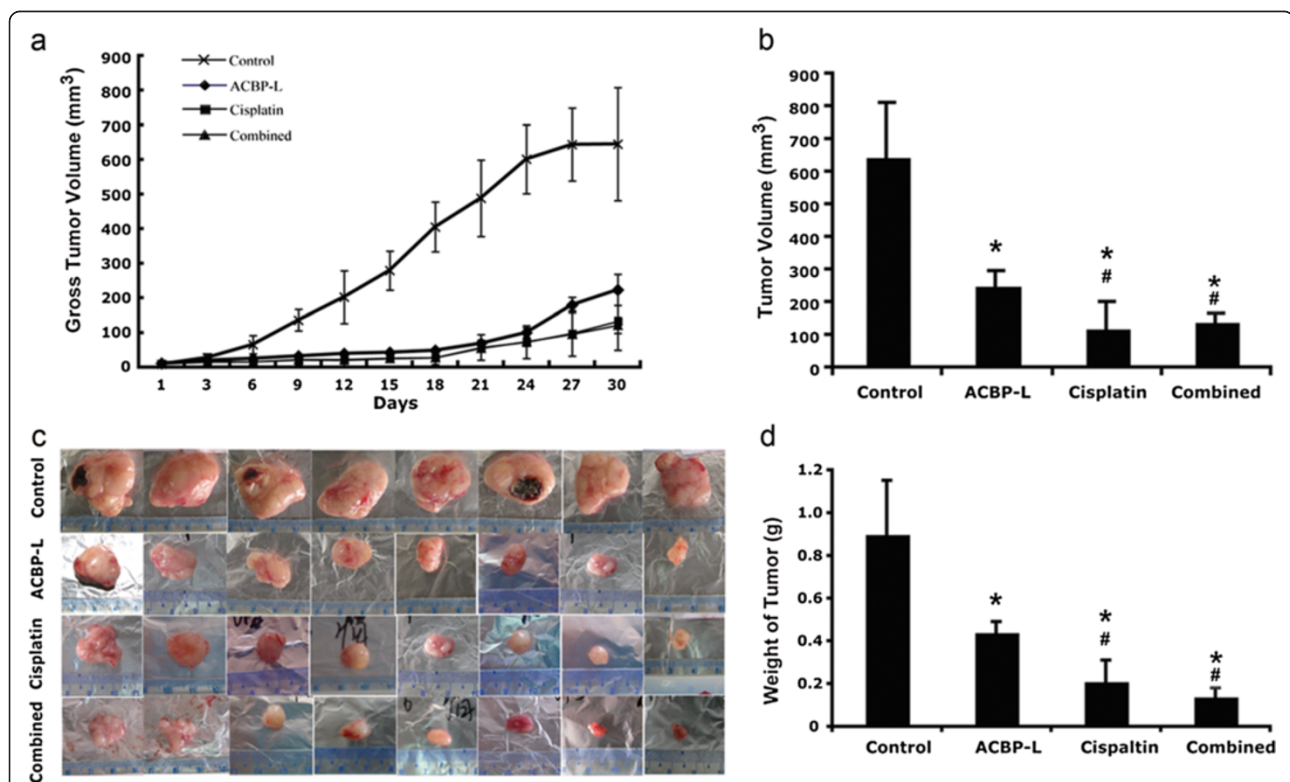 a
900
800
700
600
500
400
300
200
100
0
Gross Tumor Volume (mm³)
Control
ACBP-L
Cisplatin
Combined
1 3 6 9 12 15 18 21 24 27 30
Days
b
900
800
700
600
500
400
300
200
100
0
Tumor Volume (mm³)
*
*
#
*
#
Control ACBP-L Cisplatin Combined
c
Control
ACBP-L
Cisplatin
Combined
d
1.2
1.0
0.8
0.6
0.4
0.2
0
Weight of Tumor (g)
*
*
#
*
#
Control ACBP-L Cispaltin Combined